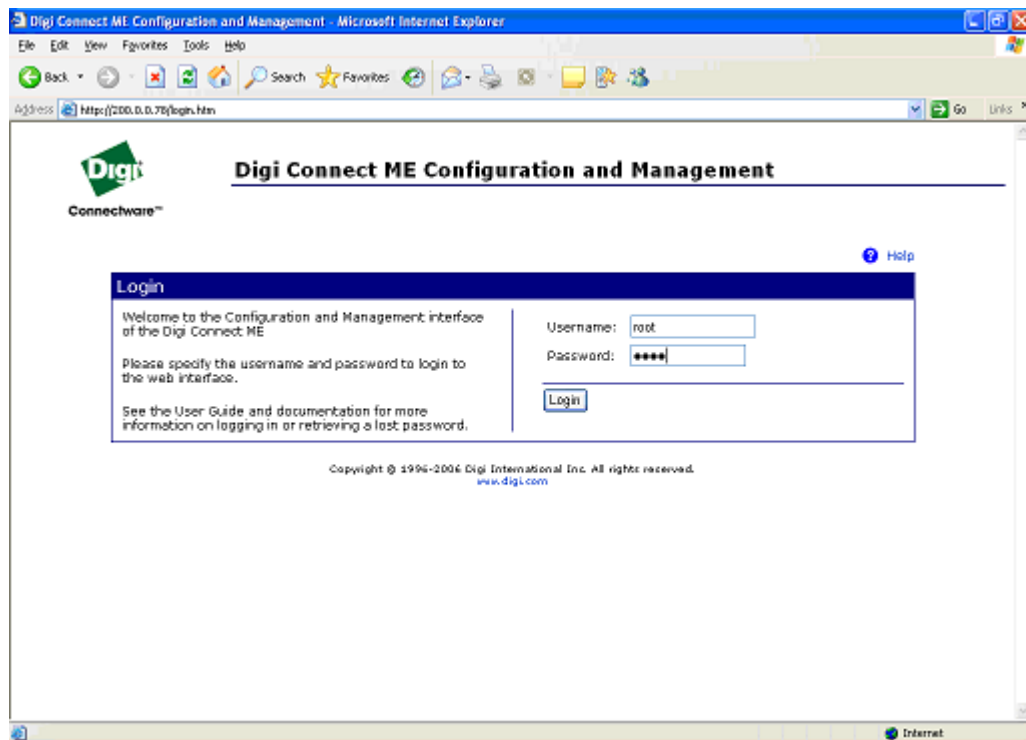 Digi Connect ME Configuration and Management - Microsoft Internet Explorer
File Edit View Favorites Tools Help
Back Search Favorites
Address http://200.0.0.78/login.htm Go Links
Digi
Connectware™
Digi Connect ME Configuration and Management
Help
Login
Welcome to the Configuration and Management interface
of the Digi Connect ME
Please specify the username and password to login to
the web interface.
See the User Guide and documentation for more
information on logging in or retrieving a lost password.
Username: root
Password: ●●●●
Login
Copyright © 1996-2006 Digi International Inc. All rights reserved.
www.digi.com
Internet